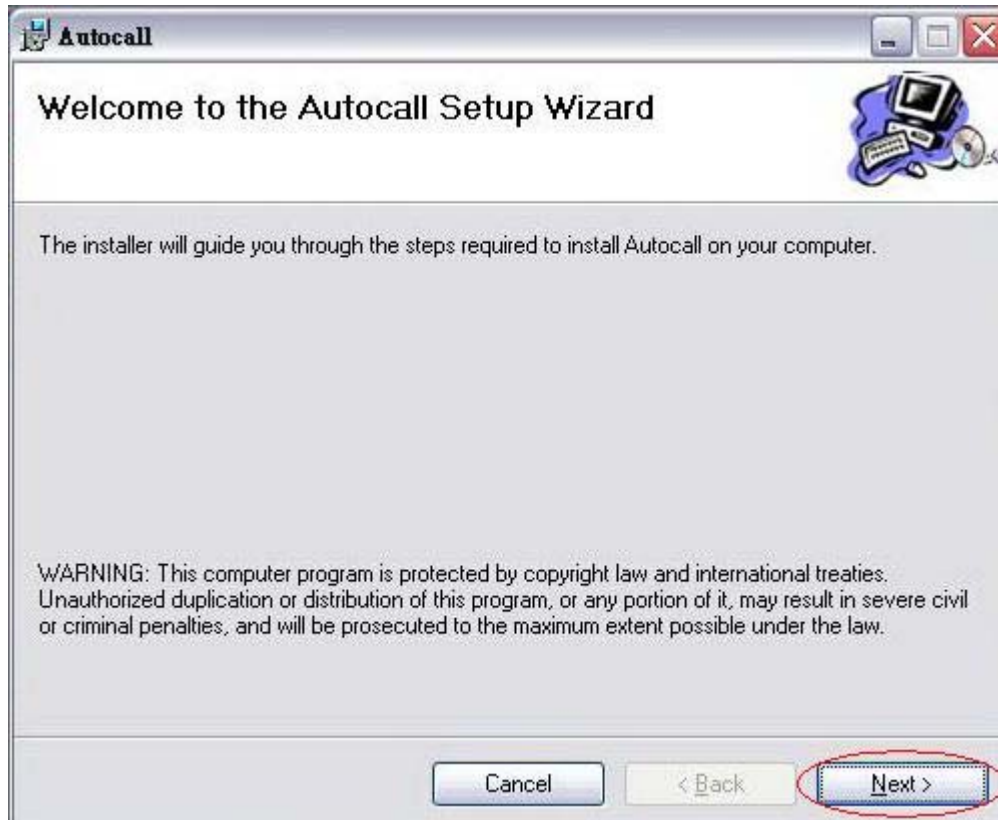 Autocall
Welcome to the Autocall Setup Wizard
The installer will guide you through the steps required to install Autocall on your computer.
WARNING: This computer program is protected by copyright law and international treaties.
Unauthorized duplication or distribution of this program, or any portion of it, may result in severe civil
or criminal penalties, and will be prosecuted to the maximum extent possible under the law.
Cancel < Back Next >